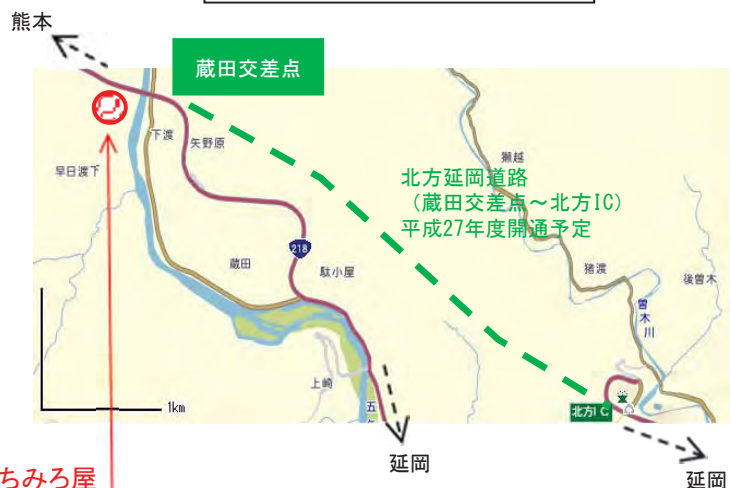 熊本
蔵田交差点
下渡
矢野原
早日渡下
獺越
北方延岡道路
（蔵田交差点～北方IC）
平成27年度開通予定
218
蔵田
駄小屋
猪渡
後曽木
曽木川
上崎
1km
北方IC
延岡
延岡
ちみろ屋